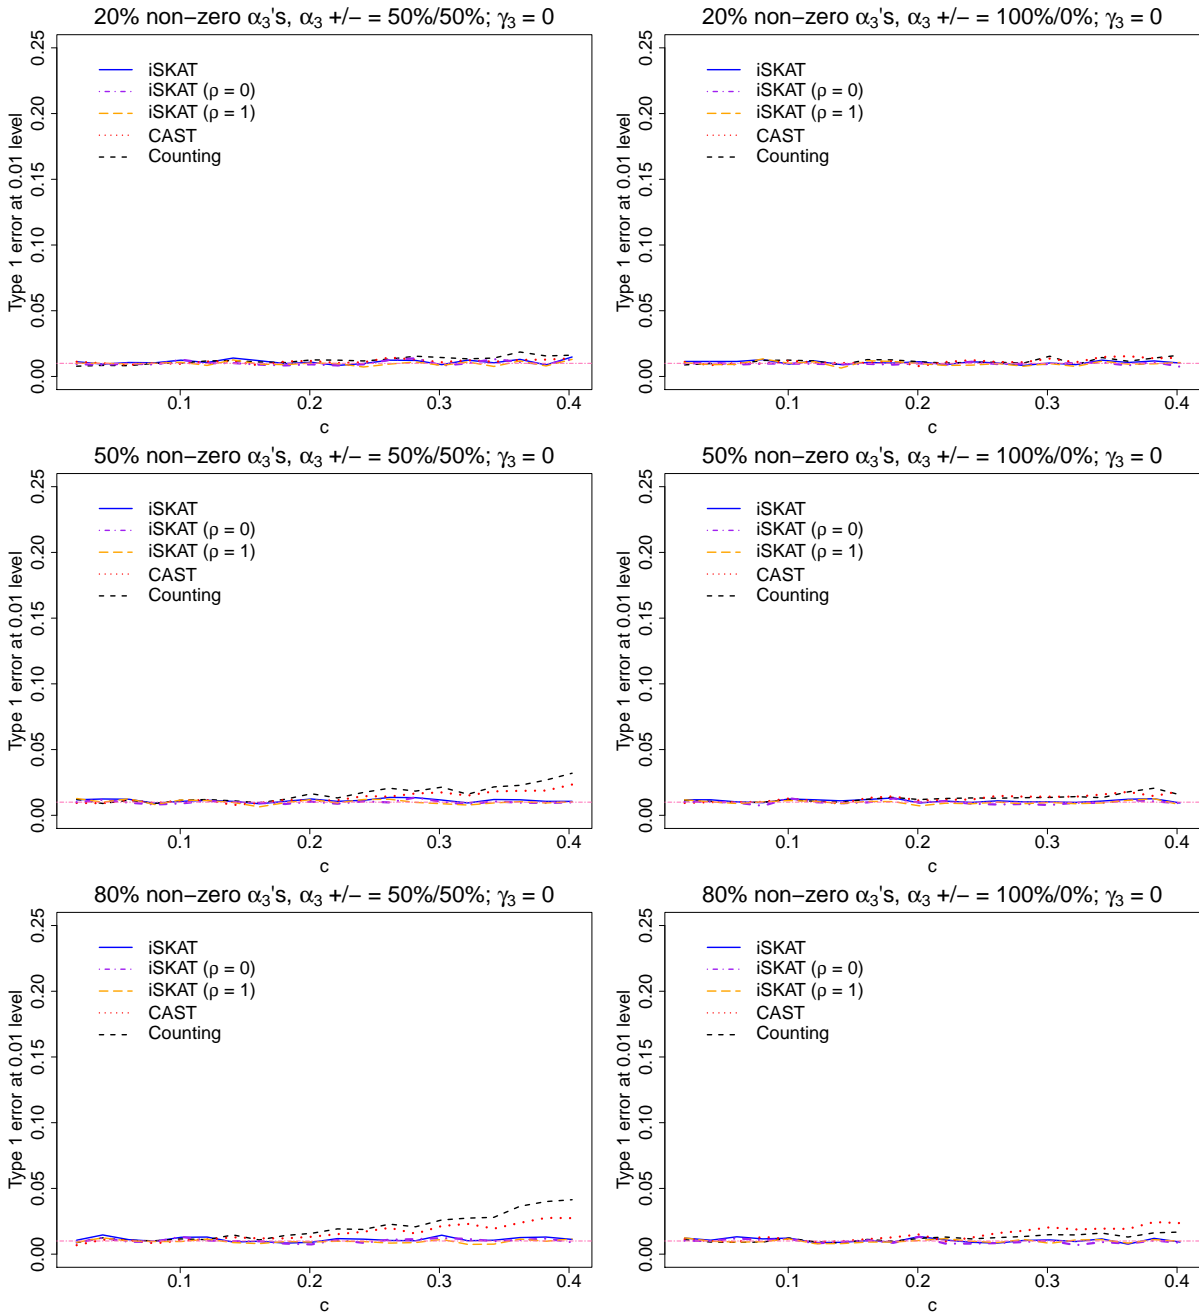 20% non−zero α₃'s, α₃ +/− = 50%/50%; γ₃ = 0
Type 1 error at 0.01 level
0.25
0.20
0.15
0.10
0.05
0.00
iSKAT
iSKAT (ρ = 0)
iSKAT (ρ = 1)
CAST
Counting
0.1 0.2 0.3 0.4
c
20% non−zero α₃'s, α₃ +/− = 100%/0%; γ₃ = 0
Type 1 error at 0.01 level
0.25
0.20
0.15
0.10
0.05
0.00
iSKAT
iSKAT (ρ = 0)
iSKAT (ρ = 1)
CAST
Counting
0.1 0.2 0.3 0.4
c
50% non−zero α₃'s, α₃ +/− = 50%/50%; γ₃ = 0
Type 1 error at 0.01 level
0.25
0.20
0.15
0.10
0.05
0.00
iSKAT
iSKAT (ρ = 0)
iSKAT (ρ = 1)
CAST
Counting
0.1 0.2 0.3 0.4
c
50% non−zero α₃'s, α₃ +/− = 100%/0%; γ₃ = 0
Type 1 error at 0.01 level
0.25
0.20
0.15
0.10
0.05
0.00
iSKAT
iSKAT (ρ = 0)
iSKAT (ρ = 1)
CAST
Counting
0.1 0.2 0.3 0.4
c
80% non−zero α₃'s, α₃ +/− = 50%/50%; γ₃ = 0
Type 1 error at 0.01 level
0.25
0.20
0.15
0.10
0.05
0.00
iSKAT
iSKAT (ρ = 0)
iSKAT (ρ = 1)
CAST
Counting
0.1 0.2 0.3 0.4
c
80% non−zero α₃'s, α₃ +/− = 100%/0%; γ₃ = 0
Type 1 error at 0.01 level
0.25
0.20
0.15
0.10
0.05
0.00
iSKAT
iSKAT (ρ = 0)
iSKAT (ρ = 1)
CAST
Counting
0.1 0.2 0.3 0.4
c